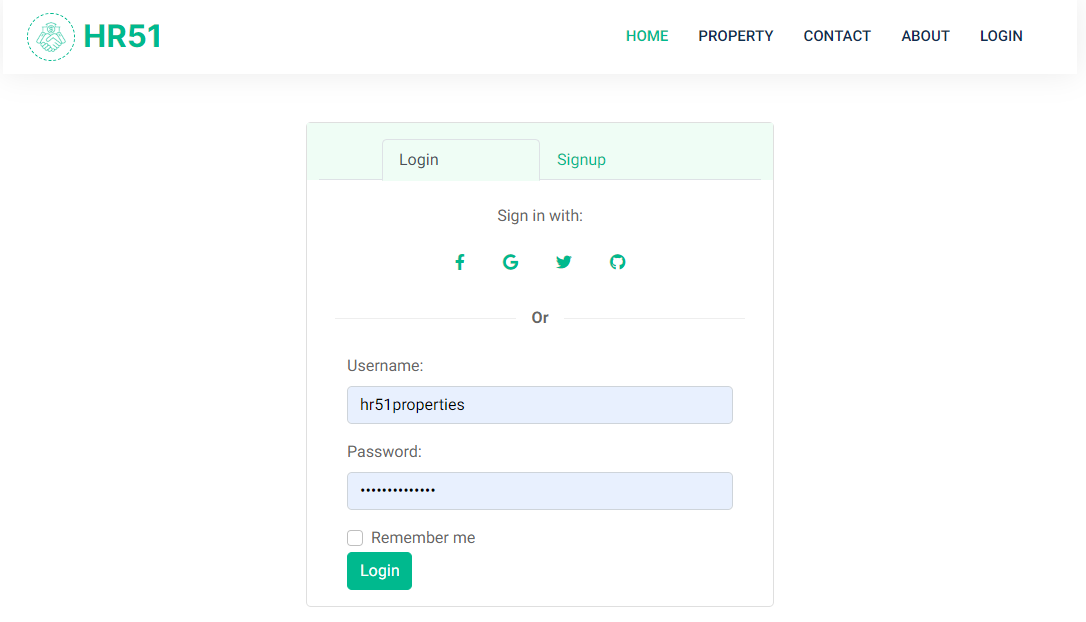 HR51
HOME PROPERTY CONTACT ABOUT LOGIN
Login Signup
Sign in with:
Or
Username:
hr51properties
Password:
••••••••••••••
Remember me
Login